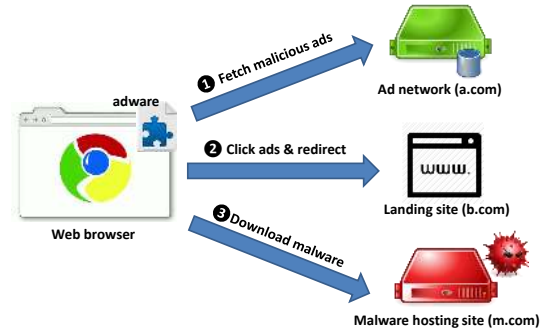 adware
Web browser
❶ Fetch malicious ads
Ad network (a.com)
❷ Click ads & redirect
www.
Landing site (b.com)
❸ Download malware
Malware hosting site (m.com)